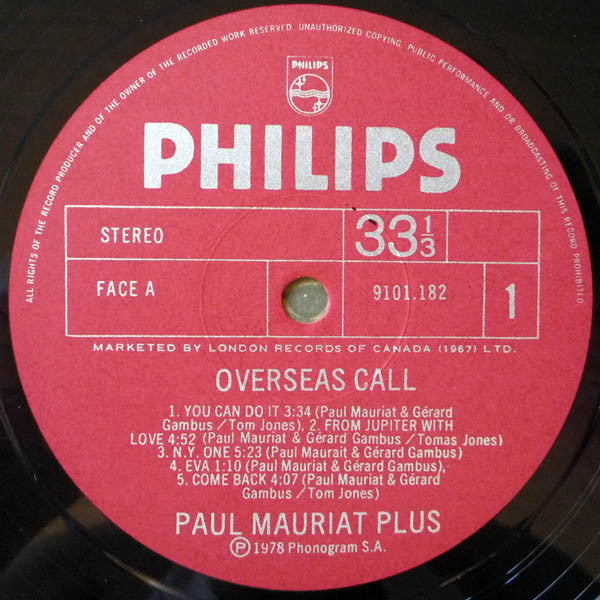 ALL RIGHTS OF THE RECORD PRODUCER AND OF THE OWNER OF THE RECORDED WORK RESERVED. UNAUTHORIZED COPYING, PUBLIC PERFORMANCE AND OR BROADCASTING OF THIS RECORD PROHIBITED.
PHILIPS
PHILIPS
STEREO 33⅓
FACE A 9101.182 1
MARKETED BY LONDON RECORDS OF CANADA (1967) LTD.
OVERSEAS CALL
1. YOU CAN DO IT 3:34 (Paul Mauriat & Gérard
Gambus/Tom Jones), 2. FROM JUPITER WITH
LOVE 4:52 (Paul Mauriat & Gérard Gambus/Tomas Jones)
3. N.Y. ONE 5:23 (Paul Maurait & Gérard Gambus)
4. EVA 1:10 (Paul Mauriat & Gérard Gambus),
5. COME BACK 4:07 (Paul Mauriat & Gérard
Gambus/Tom Jones)
PAUL MAURIAT PLUS
Ⓟ 1978 Phonogram S.A.